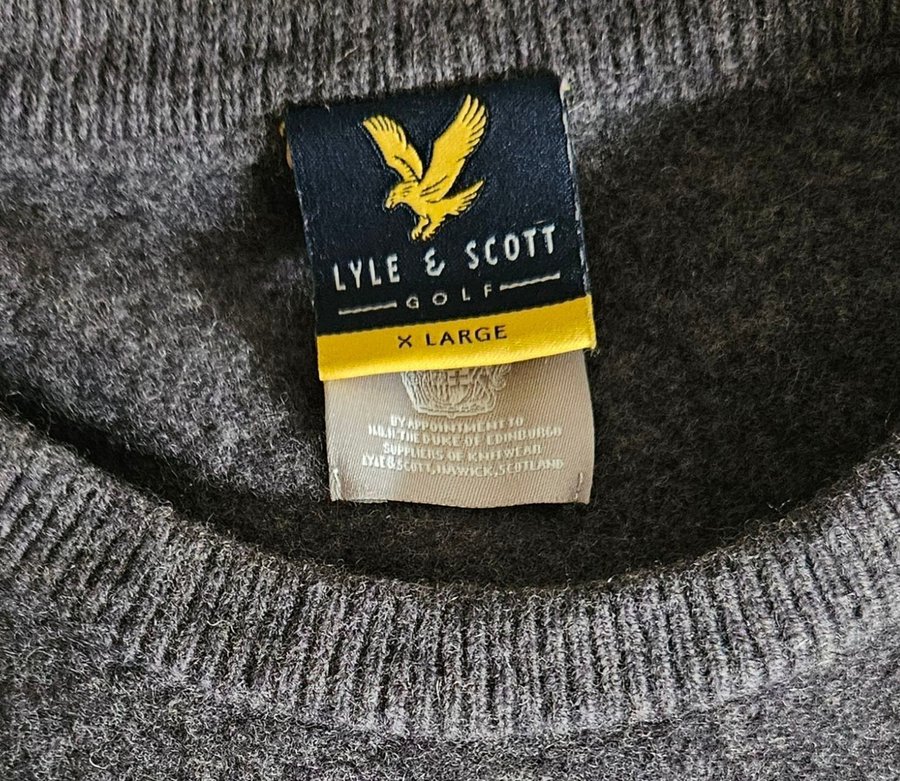 LYLE & SCOTT
GOLF
X LARGE
BY APPOINTMENT TO
H.R.H. THE DUKE OF EDINBURGH
SUPPLIERS OF KNITWEAR
LYLE & SCOTT, HAWICK, SCOTLAND